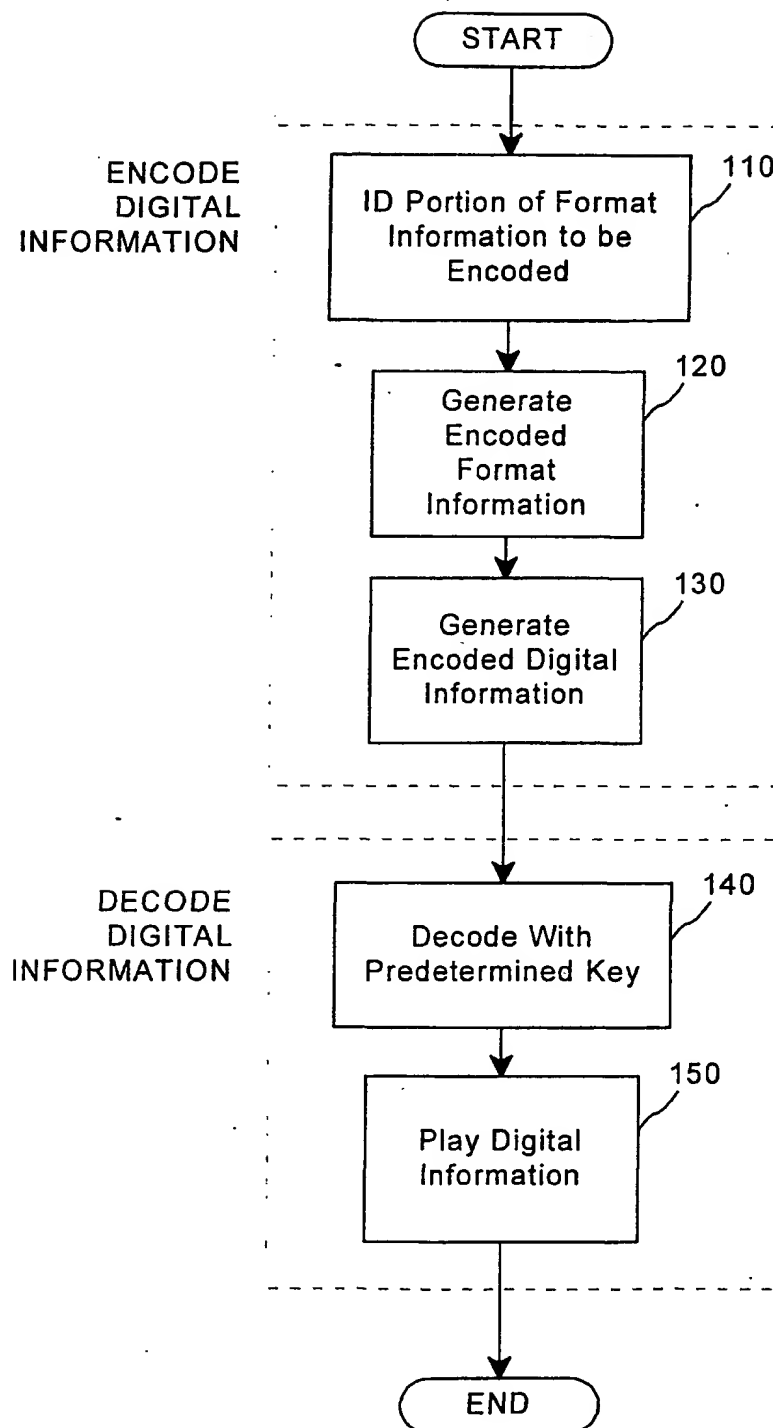 START
ENCODE
DIGITAL
INFORMATION
110
ID Portion of Format
Information to be
Encoded
120
Generate
Encoded
Format
Information
130
Generate
Encoded Digital
Information
DECODE
DIGITAL
INFORMATION
140
Decode With
Predetermined Key
150
Play Digital
Information
END